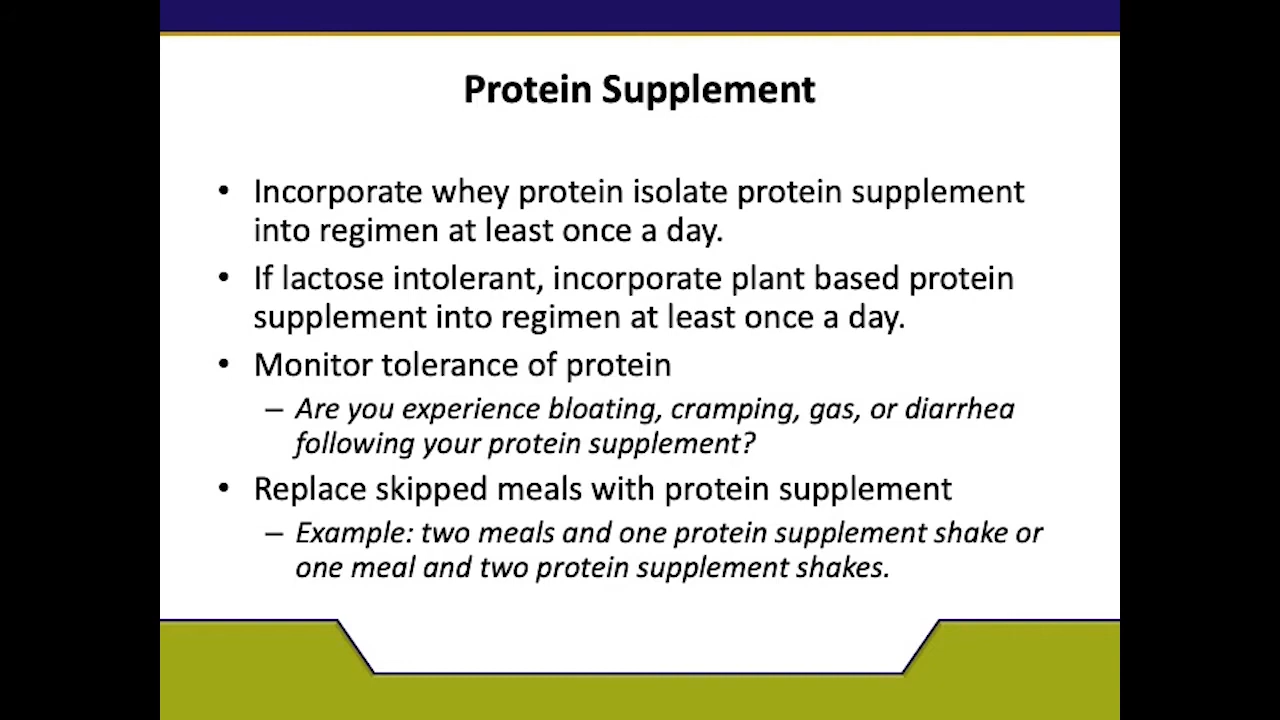 Protein Supplement
• Incorporate whey protein isolate protein supplement
into regimen at least once a day.
• If lactose intolerant, incorporate plant based protein
supplement into regimen at least once a day.
• Monitor tolerance of protein
– Are you experience bloating, cramping, gas, or diarrhea
following your protein supplement?
• Replace skipped meals with protein supplement
– Example: two meals and one protein supplement shake or
one meal and two protein supplement shakes.